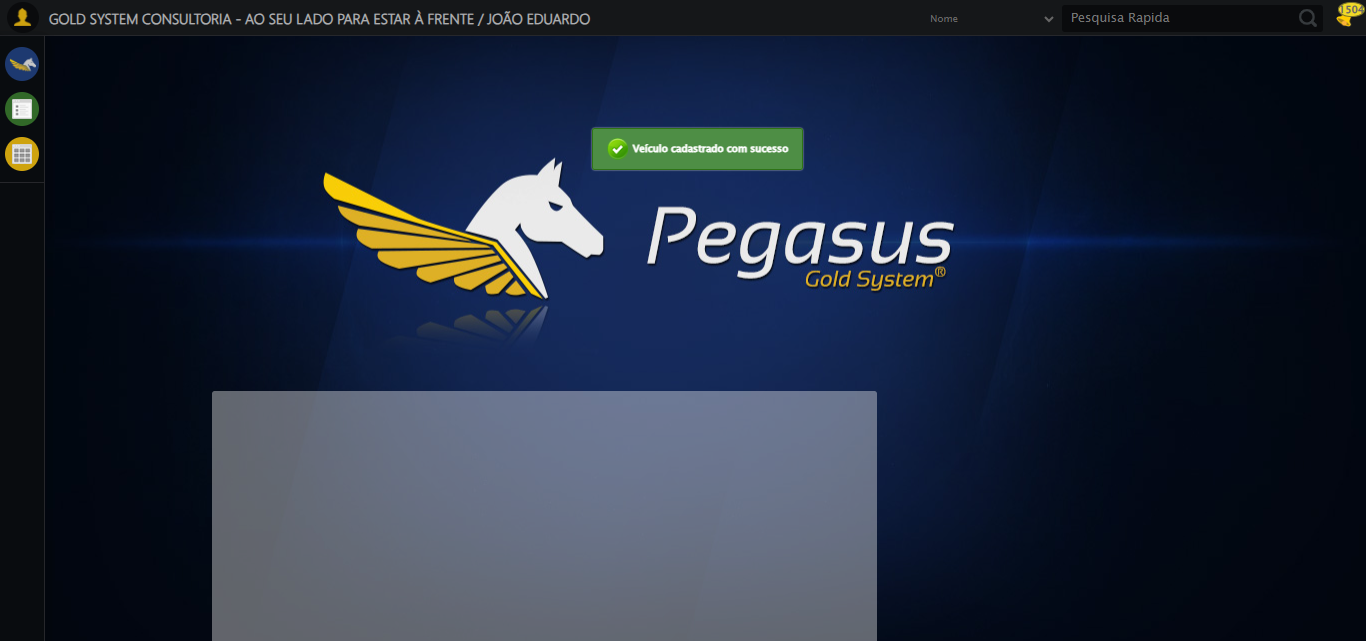 GOLD SYSTEM CONSULTORIA - AO SEU LADO PARA ESTAR À FRENTE / JOÃO EDUARDO
Nome
Pesquisa Rapida
1504
Veículo cadastrado com sucesso
Pegasus
Gold System®